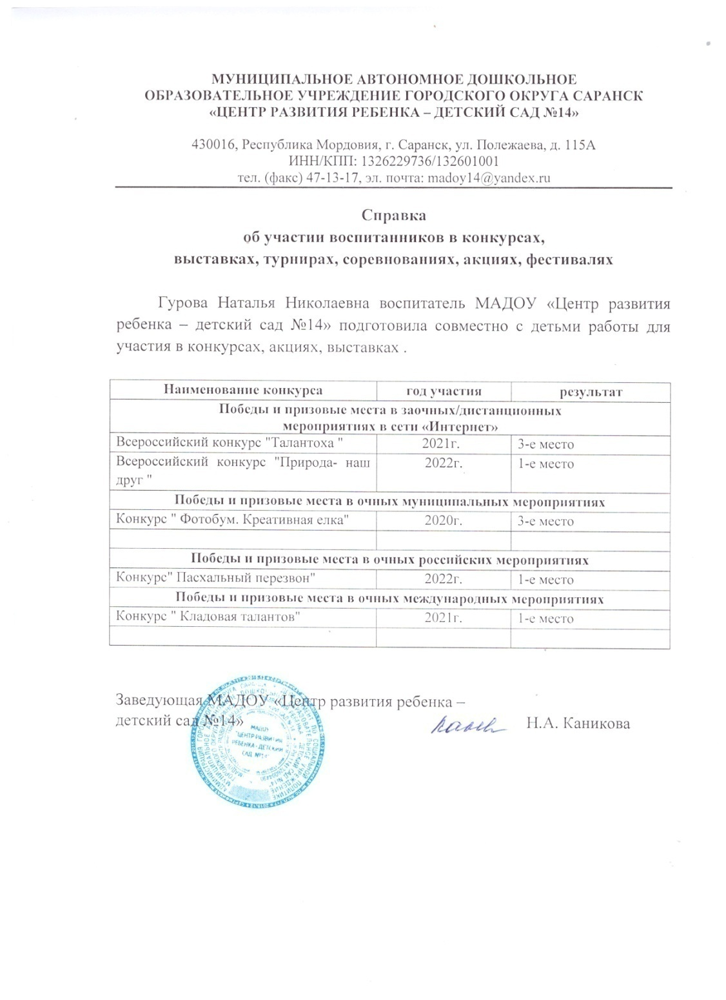 МУНИЦИПАЛЬНОЕ АВТОНОМНОЕ ДОШКОЛЬНОЕ
ОБРАЗОВАТЕЛЬНОЕ УЧРЕЖДЕНИЕ ГОРОДСКОГО ОКРУГА САРАНСК
«ЦЕНТР РАЗВИТИЯ РЕБЕНКА – ДЕТСКИЙ САД №14»
430016, Республика Мордовия, г. Саранск, ул. Полежаева, д. 115А
ИНН/КПП: 1326229736/132601001
тел. (факс) 47-13-17, эл. почта: madoy14@yandex.ru
Справка
об участии воспитанников в конкурсах,
выставках, турнирах, соревнованиях, акциях, фестивалях
Гурова Наталья Николаевна воспитатель МАДОУ «Центр развития
ребенка – детский сад №14» подготовила совместно с детьми работы для
участия в конкурсах, акциях, выставках .
Наименование конкурса год участия результат
Победы и призовые места в заочных/дистанционных
мероприятиях в сети «Интернет»
Всероссийский конкурс "Талантоха " 2021г. 3-е место
Всероссийский конкурс "Природа- наш 2022г. 1-е место
друг "
Победы и призовые места в очных муниципальных мероприятиях
Конкурс " Фотобум. Креативная елка" 2020г. 3-е место
Победы и призовые места в очных российских мероприятиях
Конкурс" Пасхальный перезвон" 2022г. 1-е место
Победы и призовые места в очных международных мероприятиях
Конкурс " Кладовая талантов" 2021г. 1-е место
Заведующая МАДОУ «Центр развития ребенка –
детский сад №14» Н.А. Каникова
МАДОУ
"ЦЕНТР РАЗВИТИЯ
РЕБЕНКА - ДЕТСКИЙ
САД №14"